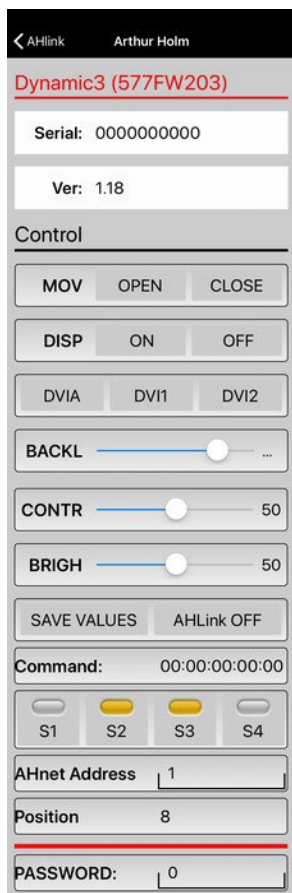 AHlink Arthur Holm
Dynamic3 (577FW203)
Serial: 0000000000
Ver: 1.18
Control
MOV OPEN CLOSE
DISP ON OFF
DVIA DVI1 DVI2
BACKL ...
CONTR 50
BRIGH 50
SAVE VALUES AHLink OFF
Command: 00:00:00:00:00
S1 S2 S3 S4
AHnet Address 1
Position 8
PASSWORD: 0